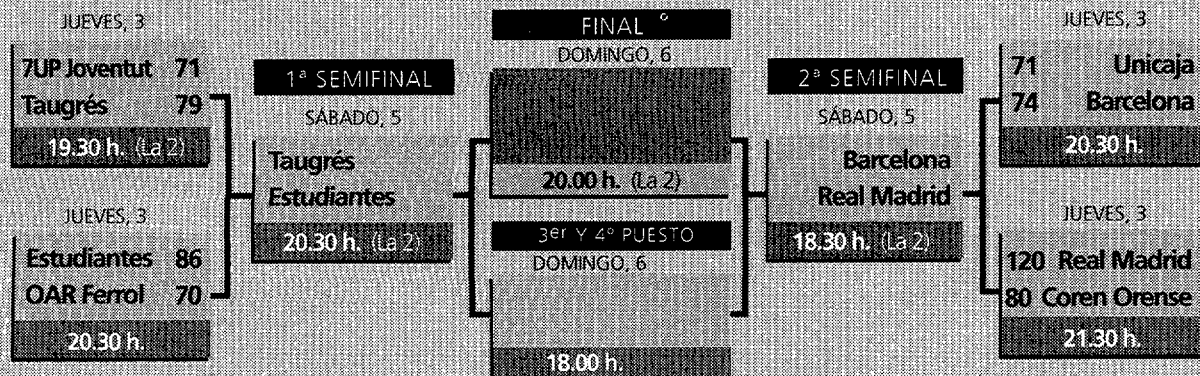 JUEVES, 3
7UP Joventut 71
Taugrés 79
19.30 h. (La 2)
JUEVES, 3
Estudiantes 86
OAR Ferrol 70
20.30 h.
1ª SEMIFINAL
SÁBADO, 5
Taugrés
Estudiantes
20.30 h. (La 2)
FINAL
DOMINGO, 6
20.00 h. (La 2)
3er Y 4º PUESTO
DOMINGO, 6
18.00 h.
2ª SEMIFINAL
SÁBADO, 5
Barcelona
Real Madrid
18.30 h. (La 2)
JUEVES, 3
71 Unicaja
74 Barcelona
20.30 h.
JUEVES, 3
120 Real Madrid
80 Coren Orense
21.30 h.